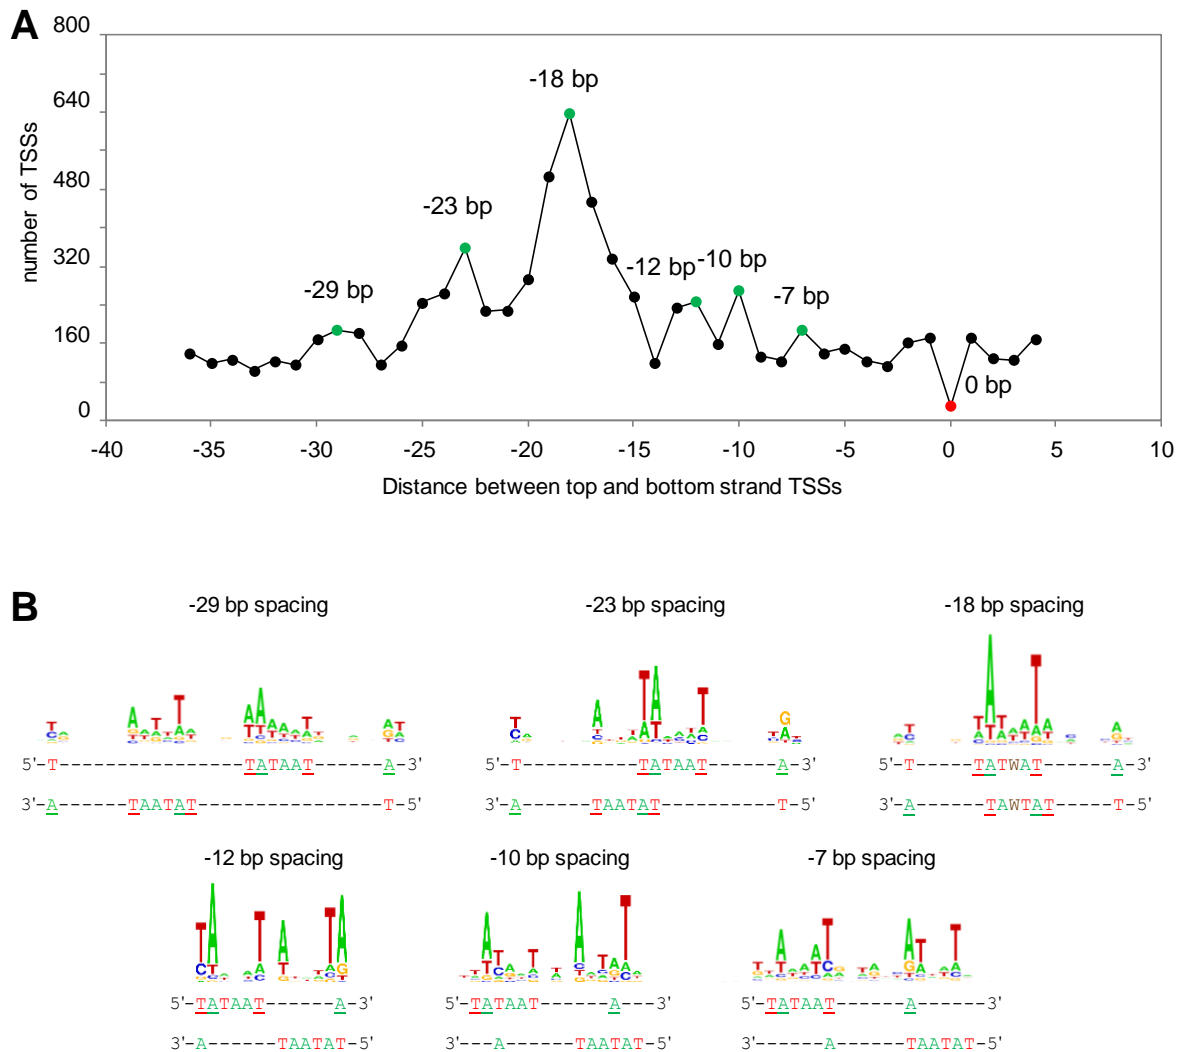 A
800
640
480
320
160
0
number of TSSs
-18 bp
-23 bp
-12 bp
-10 bp
-29 bp
-7 bp
0 bp
-40 -35 -30 -25 -20 -15 -10 -5 0 5 10
Distance between top and bottom strand TSSs
B
-29 bp spacing
5'-T----------------TATAAT------A-3'
3'-A------TAATAT----------------T-5'
-23 bp spacing
5'-T----------TATAAT------A-3'
3'-A------TAATAT----------T-5'
-18 bp spacing
5'-T-----TATWAT------A-3'
3'-A------TAWTAT-----T-5'
-12 bp spacing
5'-TATAAT------A-3'
3'-A------TAATAT-5'
-10 bp spacing
5'-TATAAT------A---3'
3'---A------TAATAT-5'
-7 bp spacing
5'-TATAAT------A------3'
3'------A------TAATAT-5'